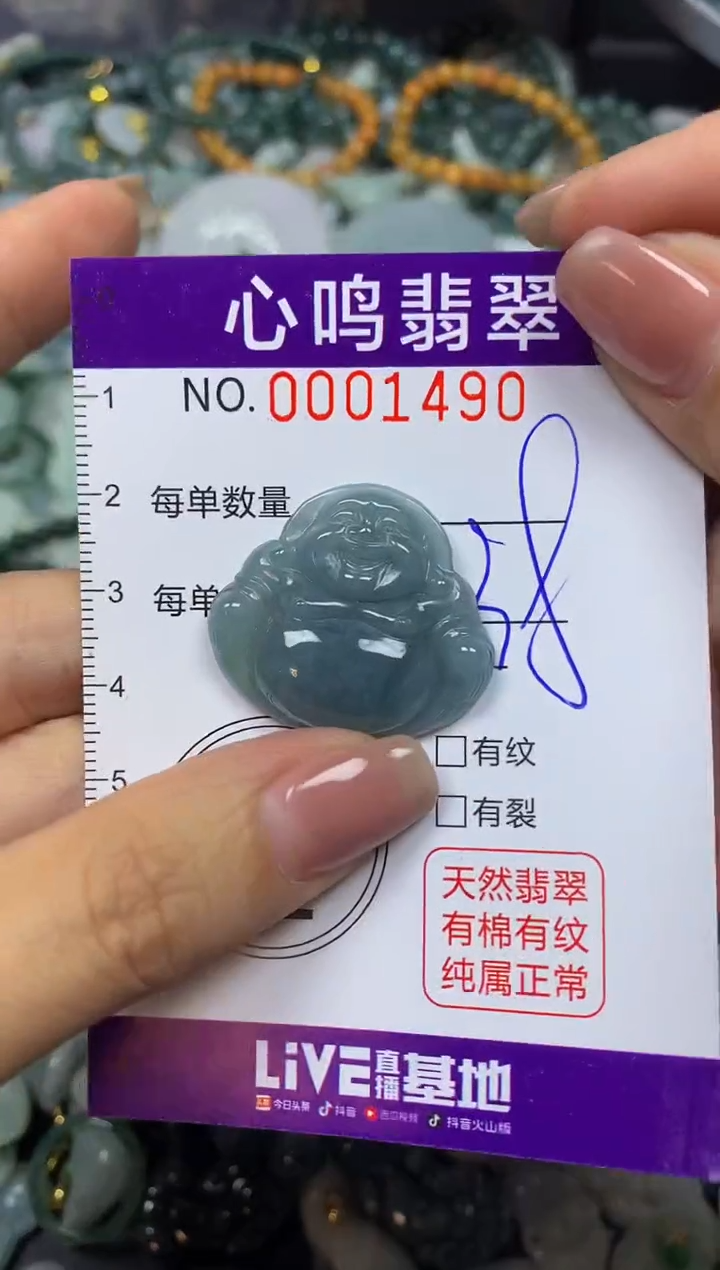 心鸣翡翠
NO.0001490
1
2
每单数量
3
每单
4
5
有纹
有裂
天然翡翠
有棉有纹
纯属正常
LiVE直播基地
今日头条 抖音 西瓜视频 抖音火山版